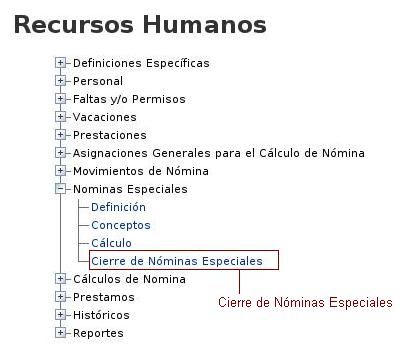 Recursos Humanos
Definiciones Específicas
Personal
Faltas y/o Permisos
Vacaciones
Prestaciones
Asignaciones Generales para el Cálculo de Nómina
Movimientos de Nómina
Nominas Especiales
Definición
Conceptos
Cálculo
Cierre de Nóminas Especiales
Cálculos de Nomina
Prestamos
Cierre de Nóminas Especiales
Históricos
Reportes